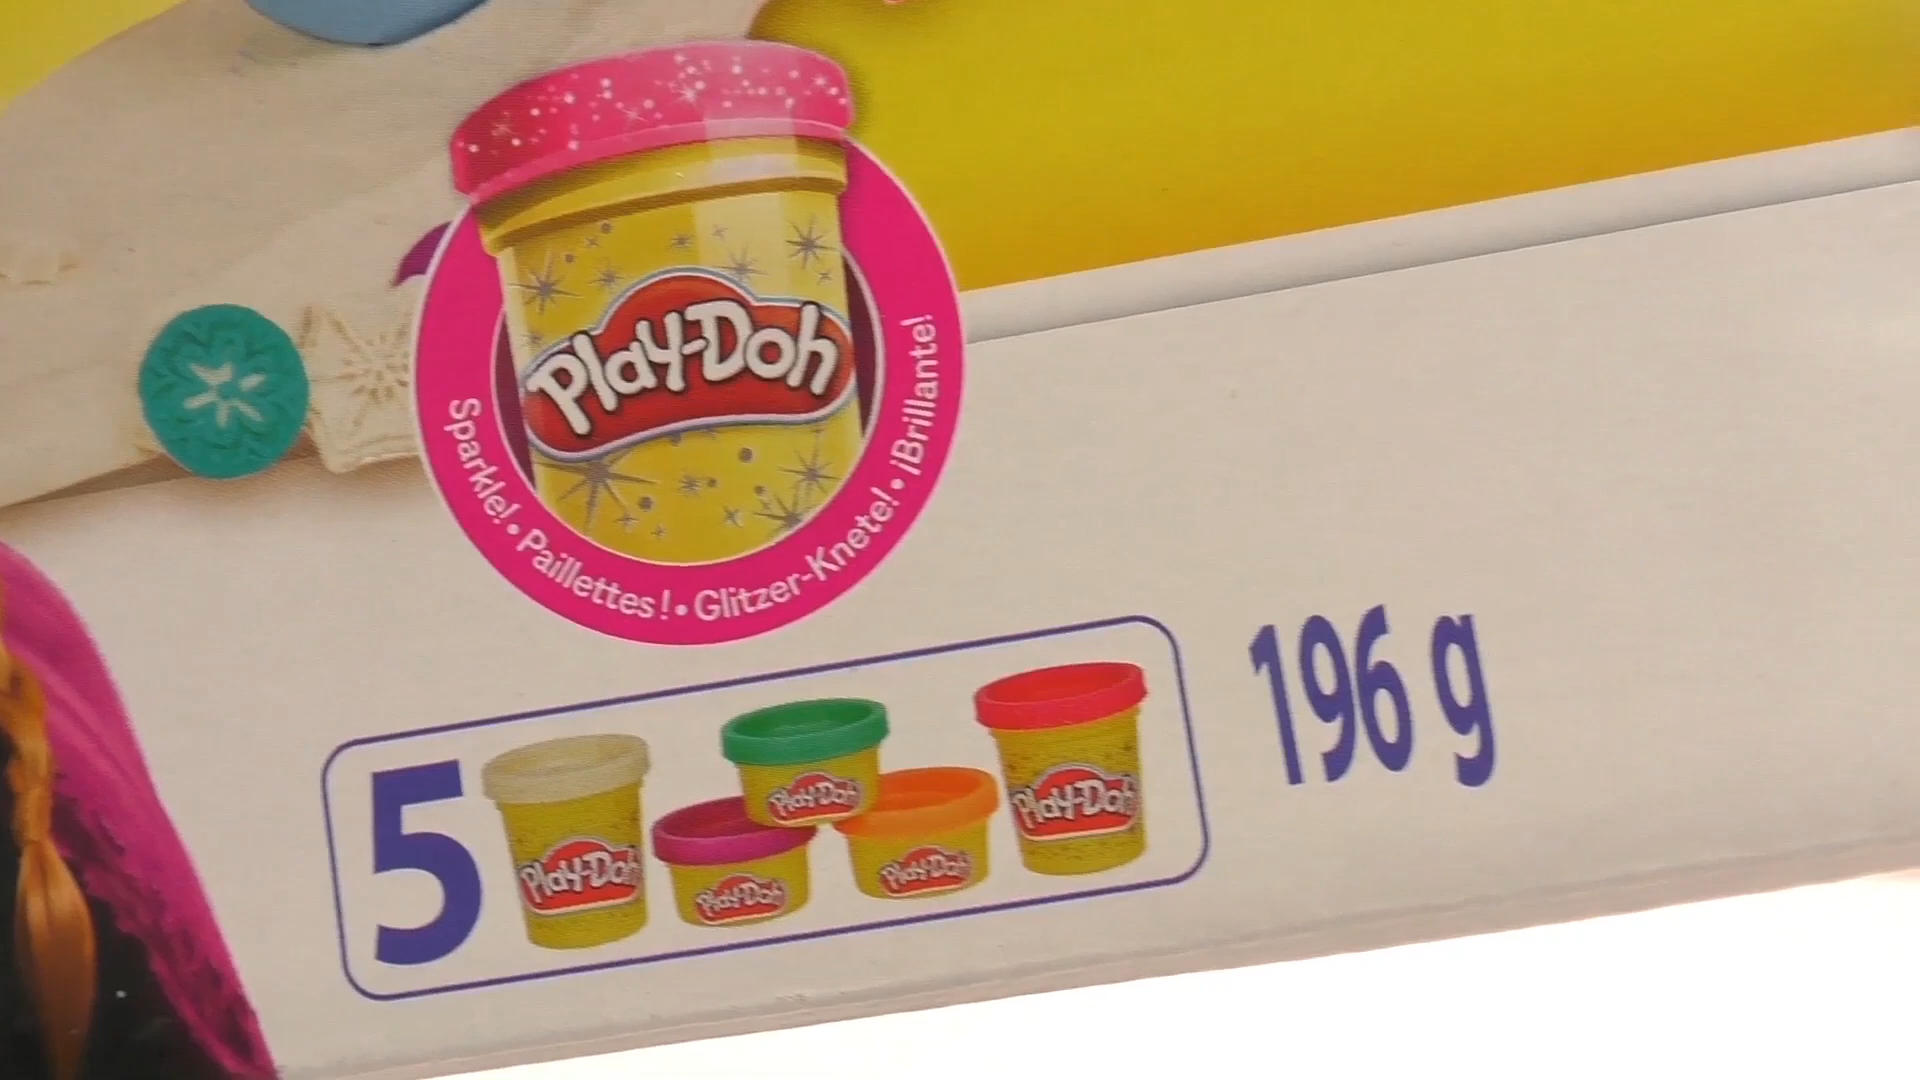 Play-Doh
Sparkle! • Paillettes! • Glitzer-Knete! • ¡Brillante!
5
Play-Doh
Play-Doh
Play-Doh
Play-Doh
Play-Doh
196 g